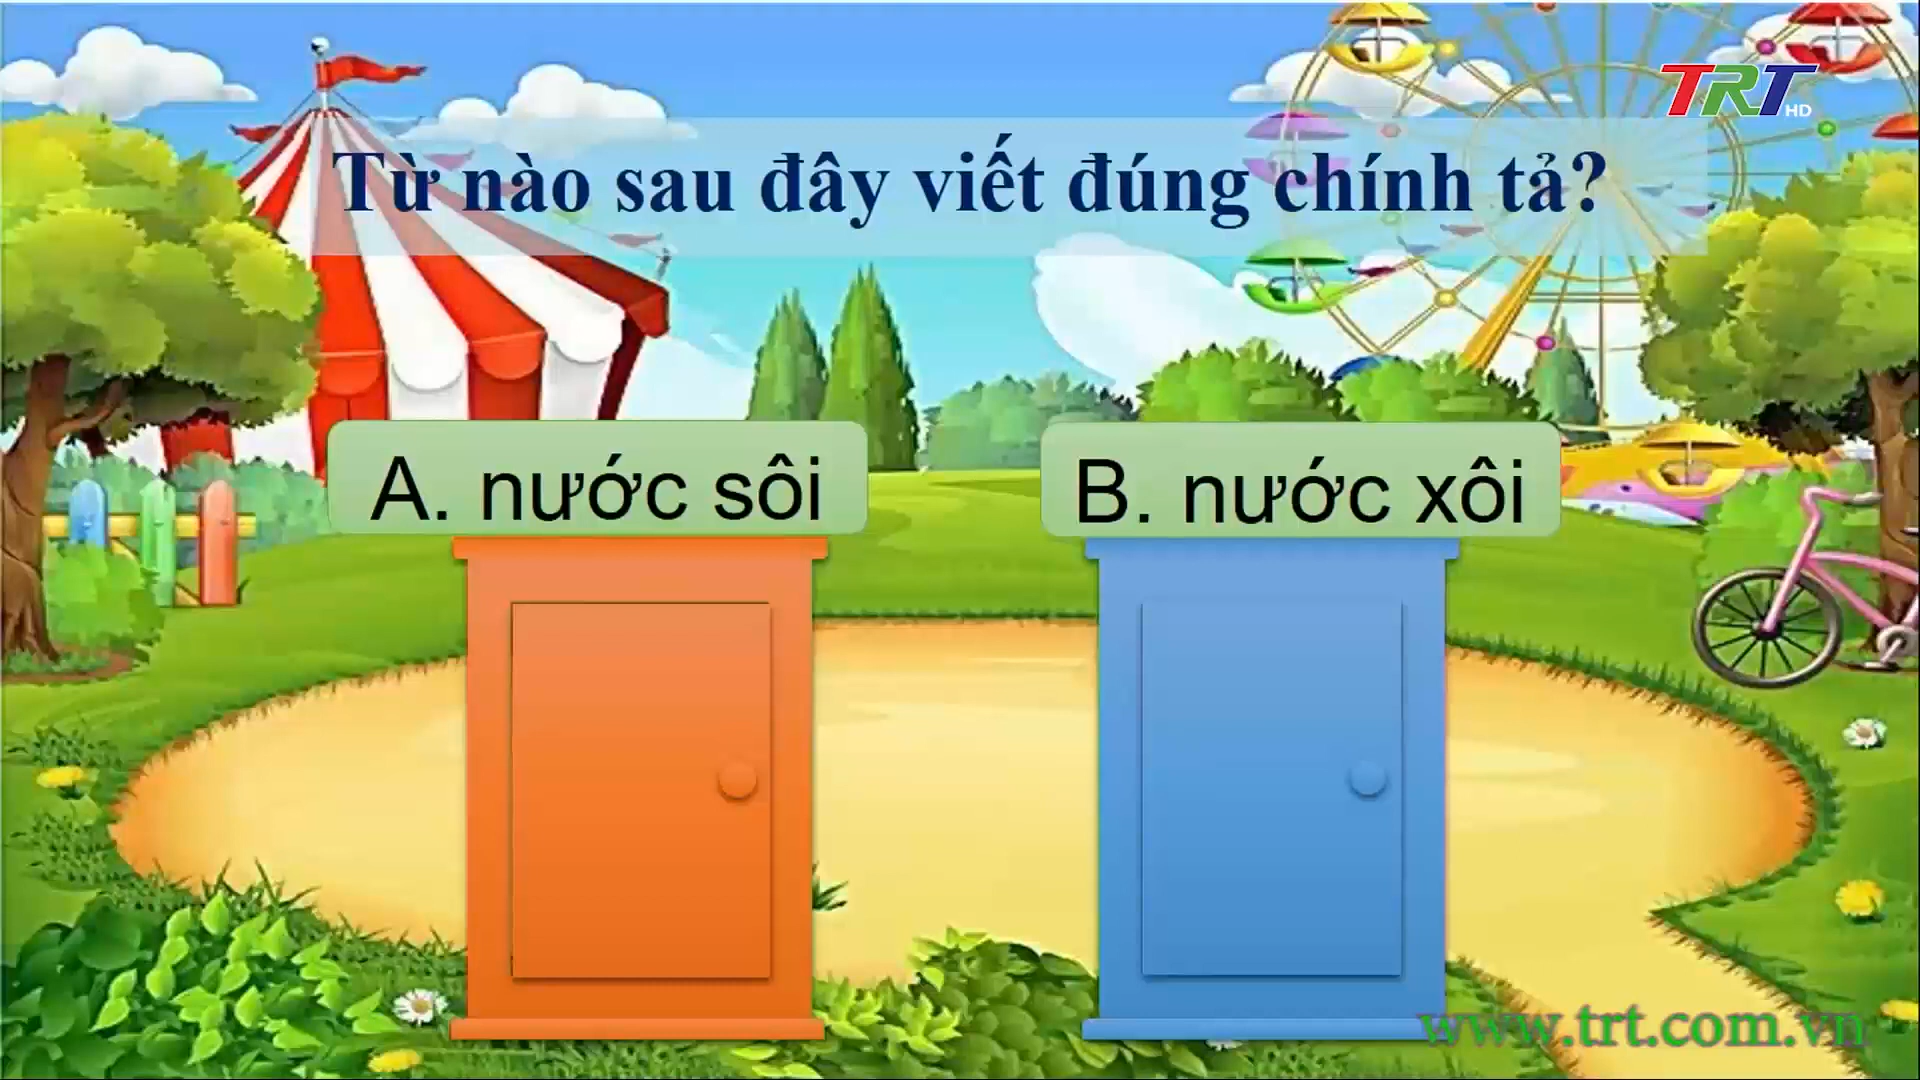 TRT HD
Từ nào sau đây viết đúng chính tả?
A. nước sôi
B. nước xôi
www.trt.com.vn